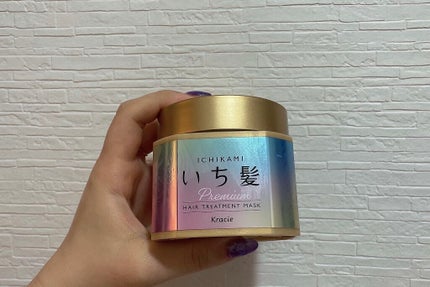 ICHIKAMI
いち髪
Premium
HAIR TREATMENT MASK
Kracie